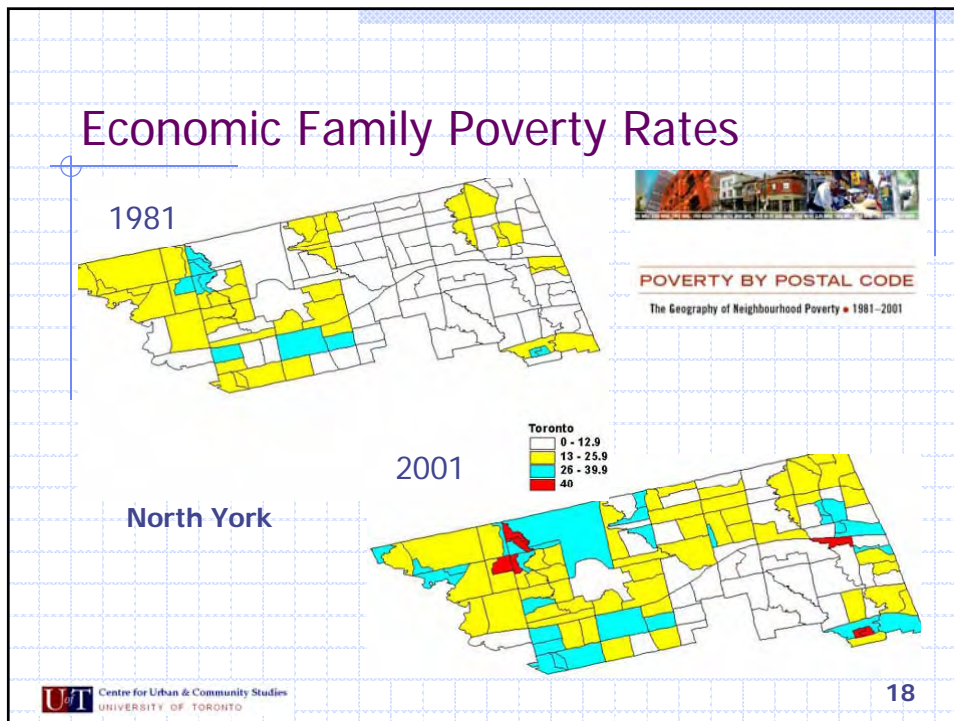 Economic Family Poverty Rates
1981
POVERTY BY POSTAL CODE
The Geography of Neighbourhood Poverty • 1981–2001
Toronto
0 - 12.9
13 - 25.9
26 - 39.9
40
2001
North York
UofT Centre for Urban & Community Studies
UNIVERSITY OF TORONTO
18